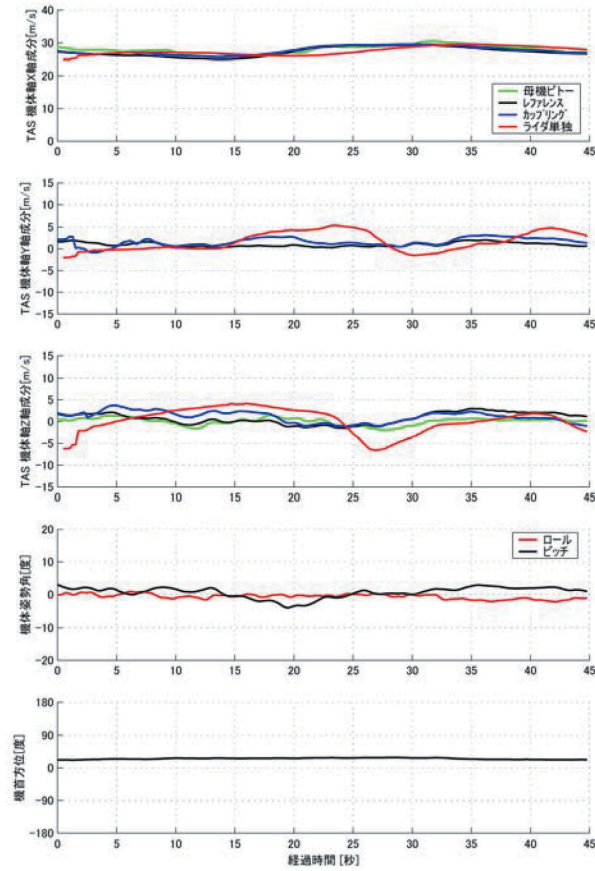 TAS 機体軸X軸成分[m/s]
40
30
20
10
0
0 5 10 15 20 25 30 35 40 45
母機ピトー
レファレンス
カップリング
ライダ単独
TAS 機体軸Y軸成分[m/s]
15
10
5
0
-5
-10
-15
0 5 10 15 20 25 30 35 40 45
TAS 機体軸Z軸成分[m/s]
15
10
5
0
-5
-10
-15
0 5 10 15 20 25 30 35 40 45
機体姿勢角[度]
20
10
0
-10
-20
0 5 10 15 20 25 30 35 40 45
ロール
ピッチ
機首方位[度]
180
90
0
-90
-180
0 5 10 15 20 25 30 35 40 45
経過時間 [秒]